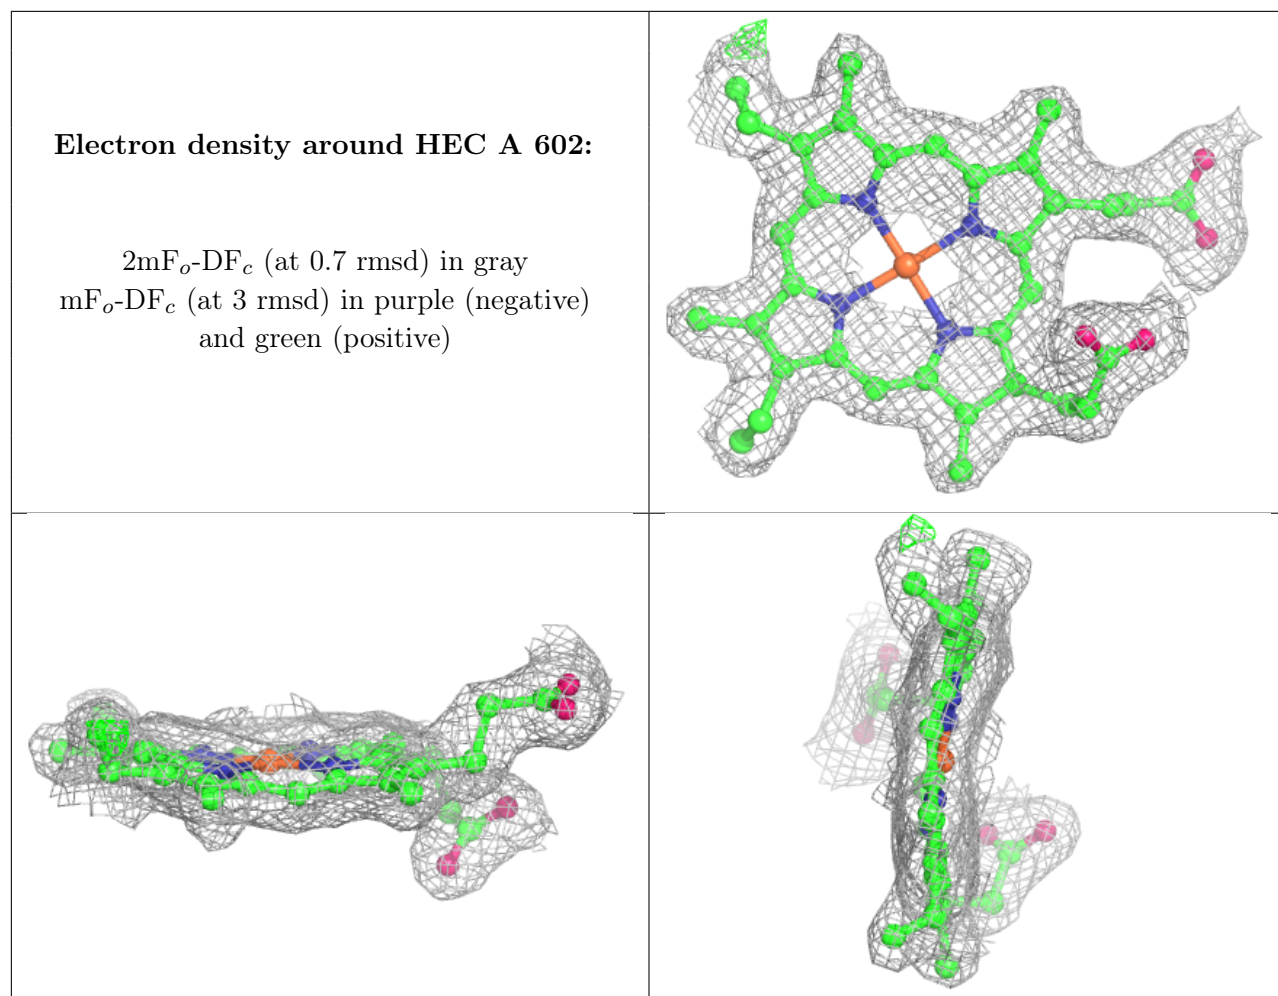 Electron density around HEC A 602:
2mF𝑜-DF𝑐 (at 0.7 rmsd) in gray
mF𝑜-DF𝑐 (at 3 rmsd) in purple (negative)
and green (positive)